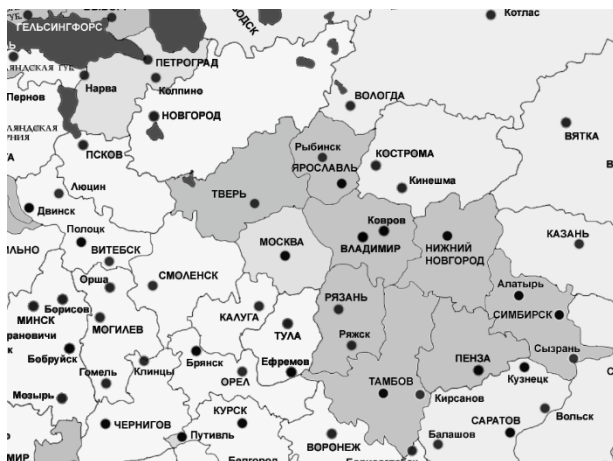 Котлас
ГЕЛЬСИНГФОРС
ПЕТРОГРАД
Нарва
Колпино
Пернов
НОВГОРОД
ВОЛОГДА
ВЯТКА
ПСКОВ
Рыбинск
ЯРОСЛАВЛЬ
КОСТРОМА
Кинешма
Люцин
ТВЕРЬ
Двинск
Полоцк
Ковров
ВЛАДИМИР
НИЖНИЙ
НОВГОРОД
КАЗАНЬ
ВИТЕБСК
МОСКВА
Орша
СМОЛЕНСК
Алатырь
СИМБИРСК
МИНСК
Борисов
МОГИЛЕВ
КАЛУГА
ТУЛА
РЯЗАНЬ
Ряжск
Бобруйск
Гомель
Клинцы
Брянск
Ефремов
ОРЕЛ
ПЕНЗА
Сызрань
Кузнецк
Мозырь
ТАМБОВ
Кирсанов
Вольск
ЧЕРНИГОВ
Путивль
КУРСК
ВОРОНЕЖ
Балашов
САРАТОВ